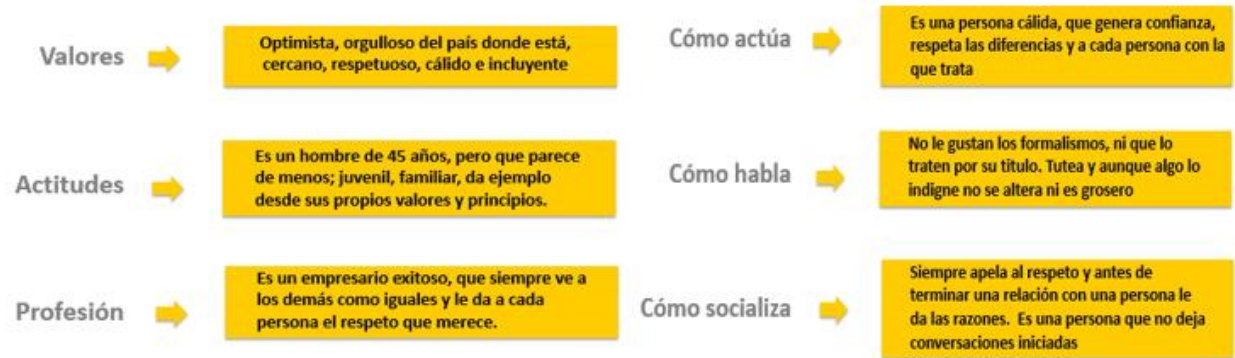 Valores
Optimista, orgulloso del país donde está,
cercano, respetuoso, cálido e incluyente
Actitudes
Es un hombre de 45 años, pero que parece
de menos; juvenil, familiar, da ejemplo
desde sus propios valores y principios.
Profesión
Es un empresario exitoso, que siempre ve a
los demás como iguales y le da a cada
persona el respeto que merece.
Cómo actúa
Es una persona cálida, que genera confianza,
respeta las diferencias y a cada persona con la
que trata
Cómo habla
No le gustan los formalismos, ni que lo
traten por su titulo. Tutea y aunque algo lo
indigne no se altera ni es grosero
Cómo socializa
Siempre apela al respeto y antes de
terminar una relación con una persona le
da las razones. Es una persona que no deja
conversaciones iniciadas